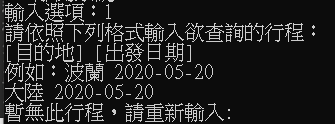 輸入選項：1
請依照下列格式輸入欲查詢的行程：
[目的地] [出發日期]
例如：波蘭 2020-05-20
大陸 2020-05-20
暫無此行程，請重新輸入: